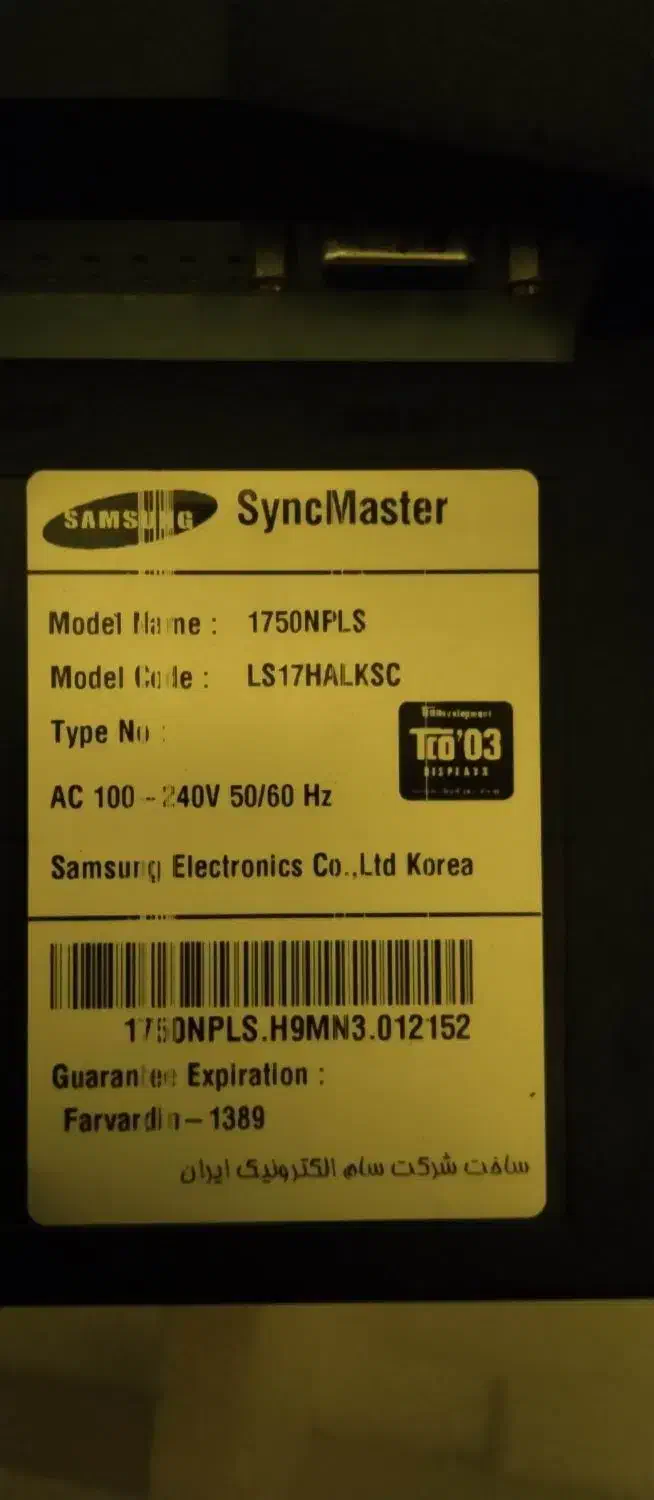 SAMSUNG SyncMaster
Model Name : 1750NPLS
Model Code : LS17HALKSC
Type No :
TCO'03
DISPLAYS
AC 100 - 240V 50/60 Hz
Samsung Electronics Co.,Ltd Korea
1750NPLS.H9MN3.012152
Guarantee Expiration :
Farvardin – 1389
ساخت شرکت سام الکترونیک ایران